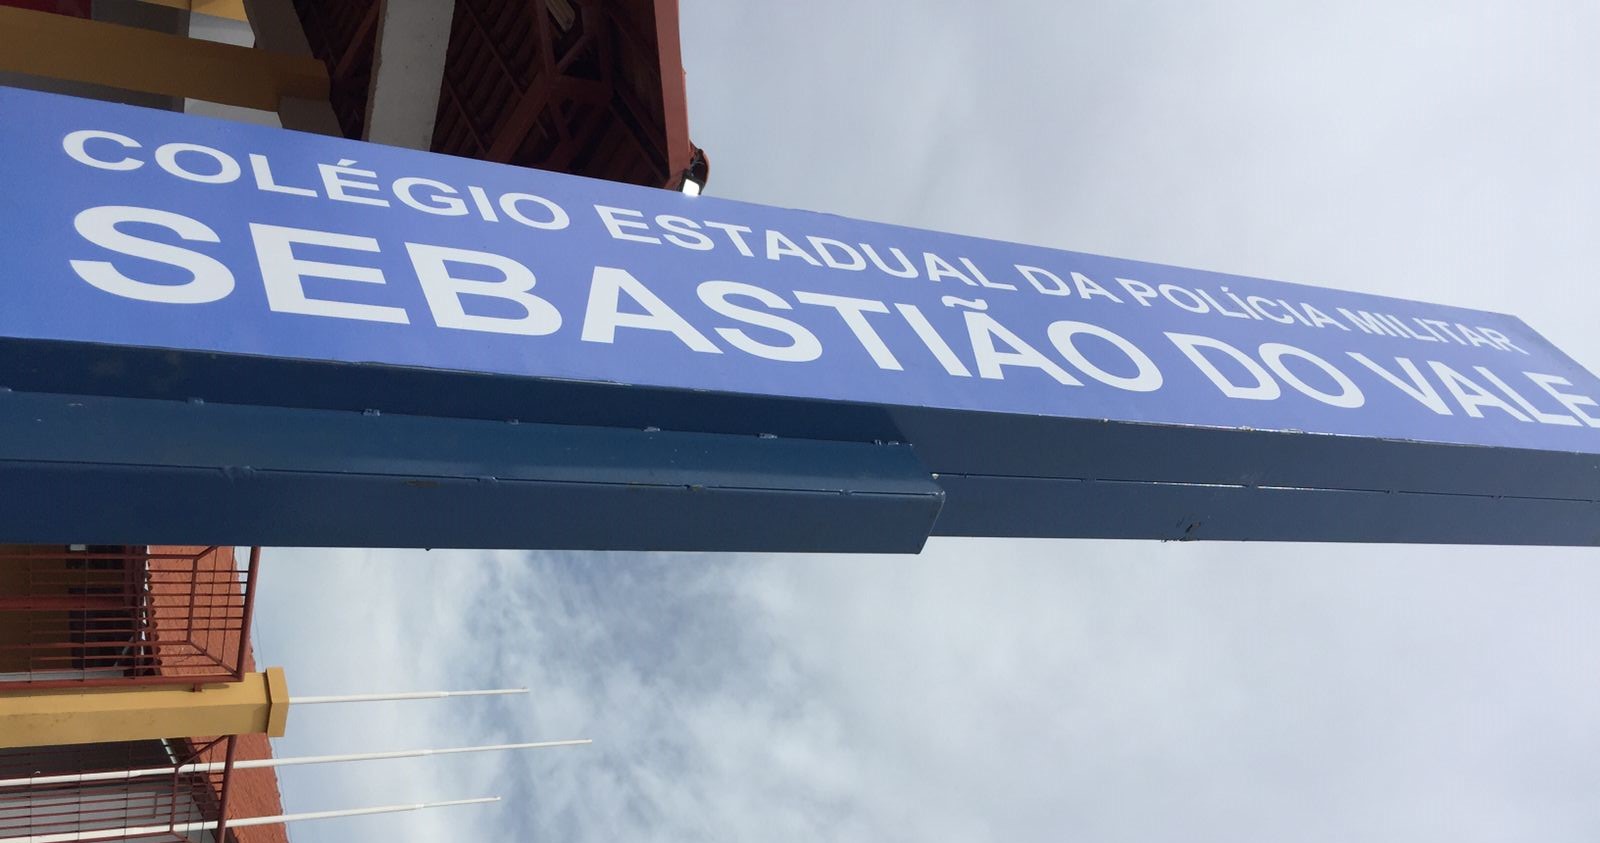 COLÉGIO ESTADUAL DA POLÍCIA MILITAR
SEBASTIÃO DO VALE